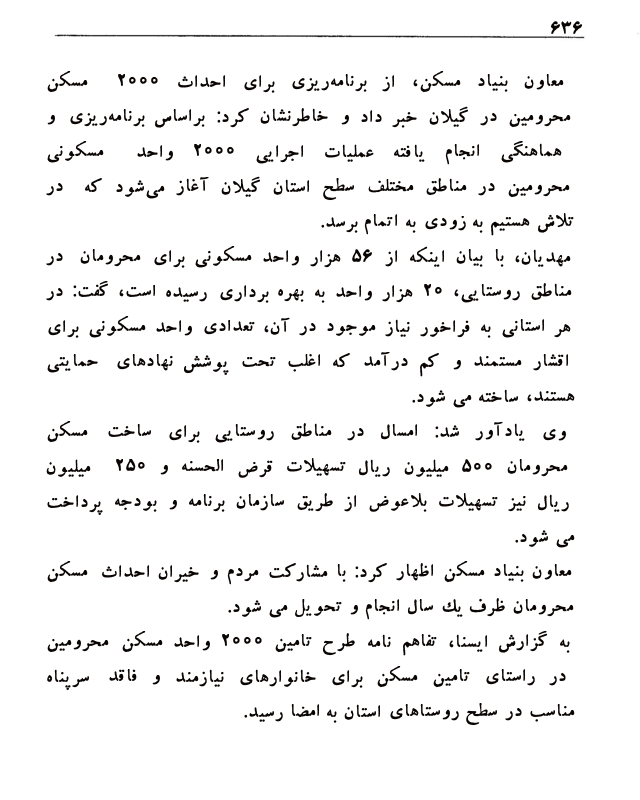 ۶۳۶
معاون بنیاد مسکن، از برنامه‌ریزی برای احداث ۲۰۰۰ مسکن
محرومین در گیلان خبر داد و خاطرنشان کرد: براساس برنامه‌ریزی و
هماهنگی انجام یافته عملیات اجرایی ۲۰۰۰ واحد مسکونی
محرومین در مناطق مختلف سطح استان گیلان آغاز می‌شود که در
تلاش هستیم به زودی به اتمام برسد.
مهدیان، با بیان اینکه از ۵۶ هزار واحد مسکونی برای محرومان در
مناطق روستایی، ۲۰ هزار واحد به بهره برداری رسیده است، گفت: در
هر استانی به فراخور نیاز موجود در آن، تعدادی واحد مسکونی برای
اقشار مستمند و کم درآمد که اغلب تحت پوشش نهادهای حمایتی
هستند، ساخته می شود.
وی یادآور شد: امسال در مناطق روستایی برای ساخت مسکن
محرومان ۵۰۰ میلیون ریال تسهیلات قرض الحسنه و ۲۵۰ میلیون
ریال نیز تسهیلات بلاعوض از طریق سازمان برنامه و بودجه پرداخت
می شود.
معاون بنیاد مسکن اظهار کرد: با مشارکت مردم و خیران احداث مسکن
محرومان ظرف یك سال انجام و تحویل می شود.
به گزارش ایسنا، تفاهم نامه طرح تامین ۲۰۰۰ واحد مسکن محرومین
در راستای تامین مسکن برای خانوارهای نیازمند و فاقد سرپناه
مناسب در سطح روستاهای استان به امضا رسید.